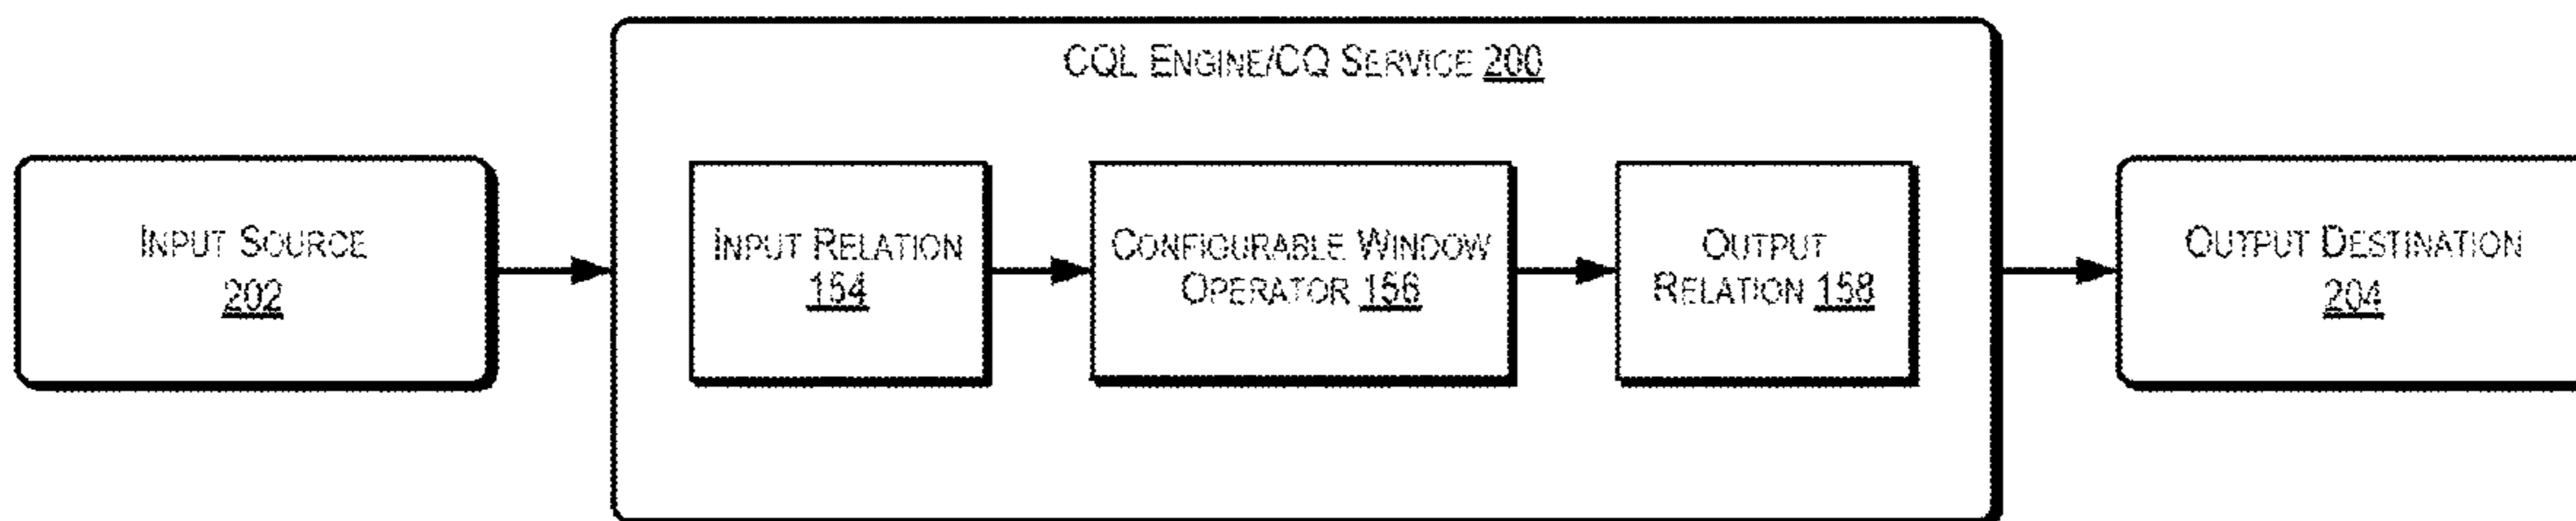 CQL ENGINE/CQ SERVICE 200
INPUT SOURCE
202
INPUT RELATION
154
CONFIGURABLE WINDOW
OPERATOR 156
OUTPUT
RELATION 158
OUTPUT DESTINATION
204